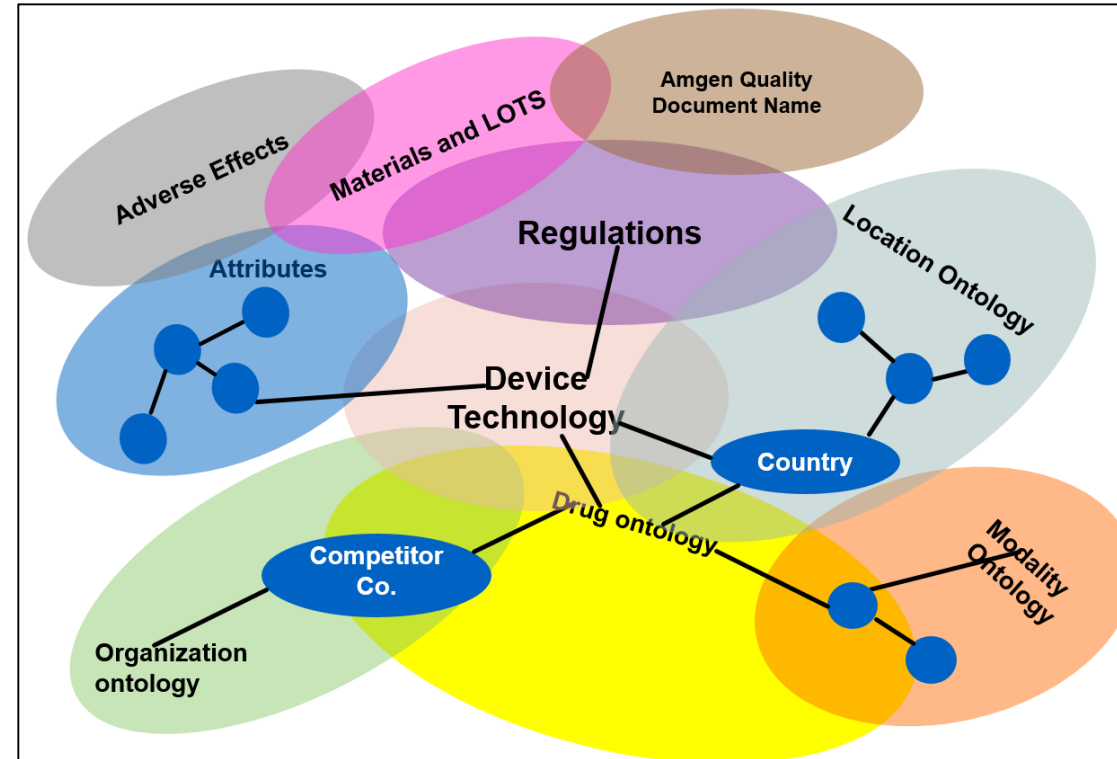 Amgen Quality
Document Name
Materials and LOTS
Adverse Effects
Regulations
Location Ontology
Attributes
Device
Technology
Country
Drug ontology
Competitor
Co.
Modality
Ontology
Organization
ontology